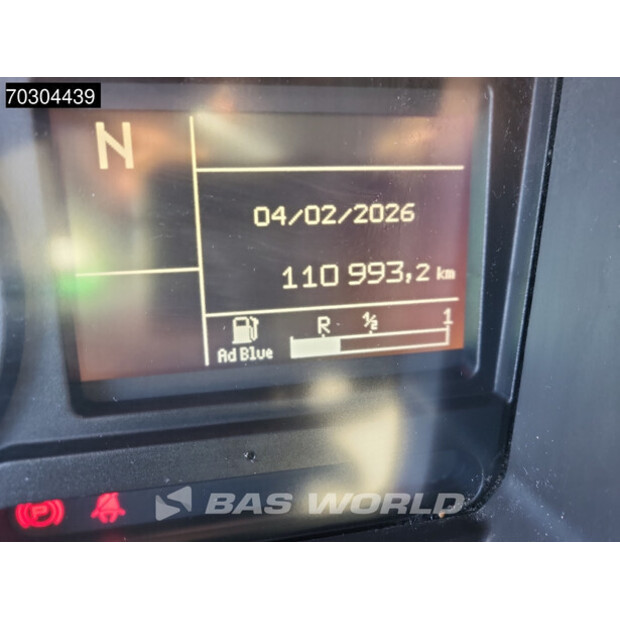 70304439
N
04/02/2026
110 993,2 km
R ½ 1
Ad Blue
P
BAS WORLD